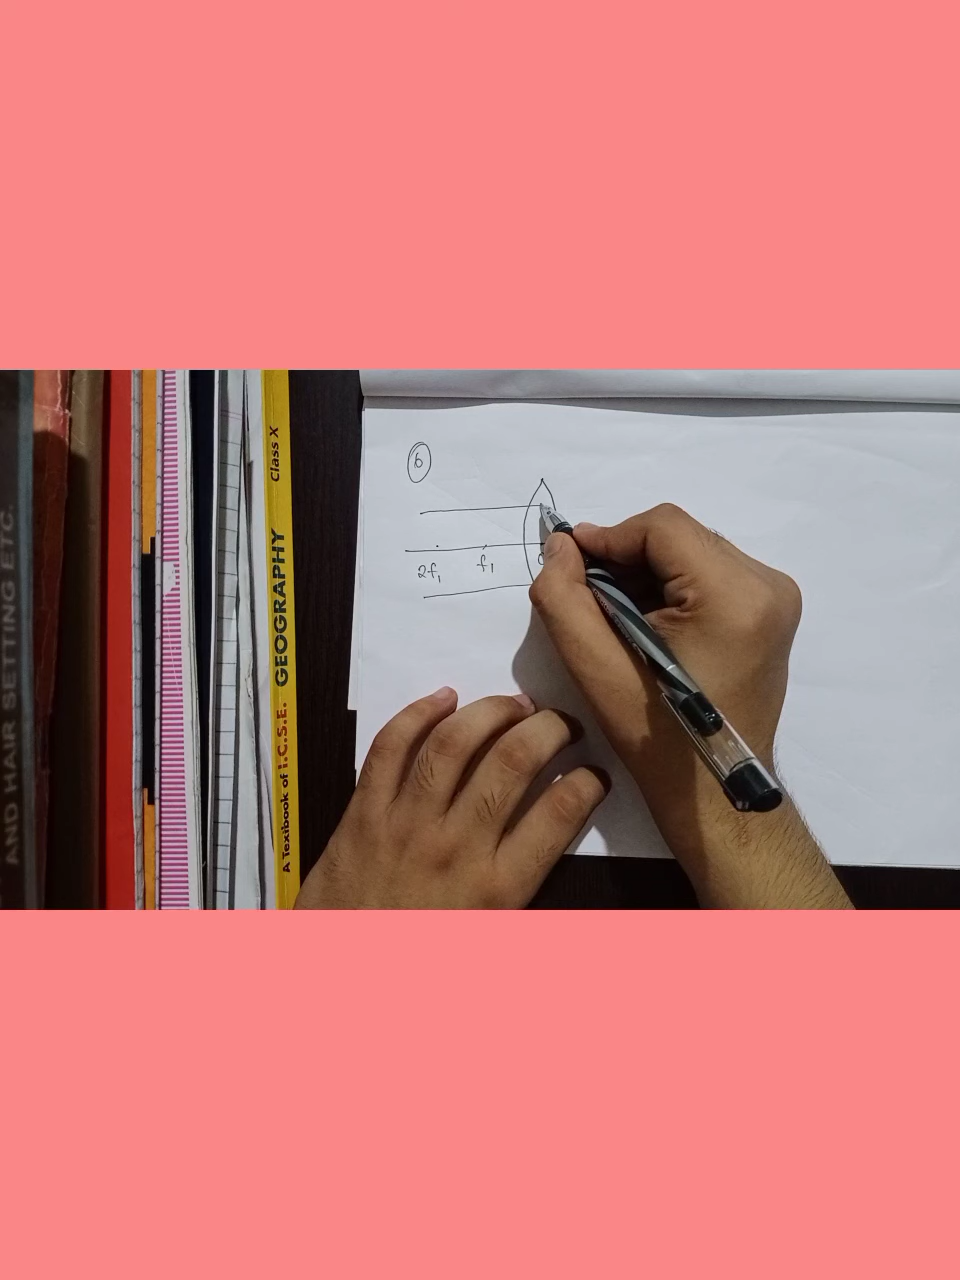 AND HAIR SETTING ETC.
A Textbook of I.C.S.E. GEOGRAPHY Class X
6
2f₁ f₁